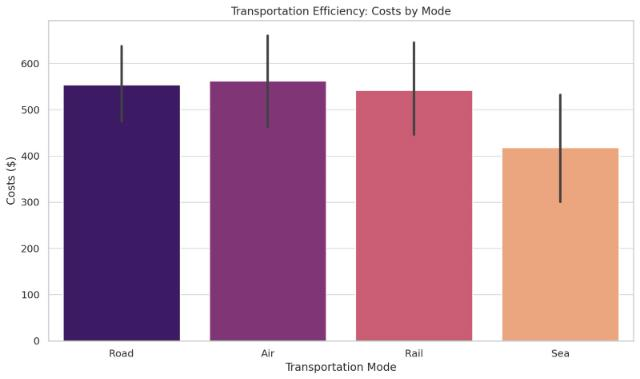 Transportation Efficiency: Costs by Mode
600
500
400
300
200
100
0
Costs ($)
Road Air Rail Sea
Transportation Mode